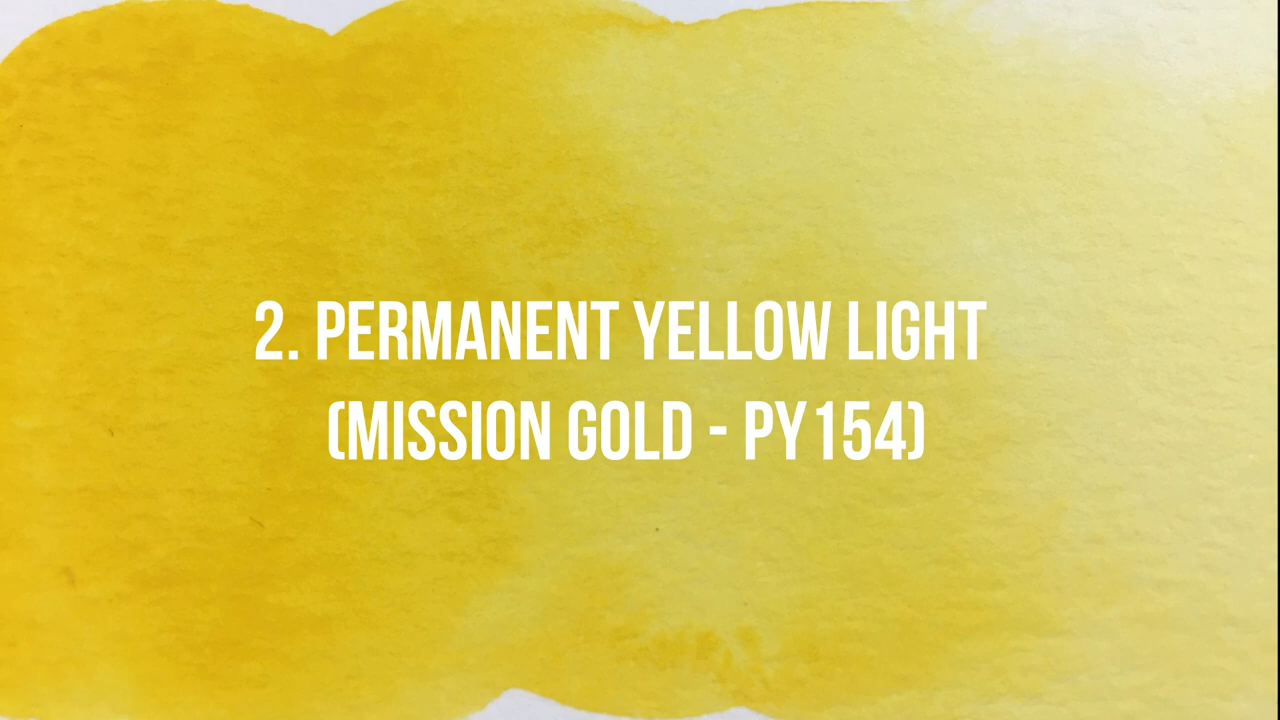 2. PERMANENT YELLOW LIGHT
(MISSION GOLD - PY154)